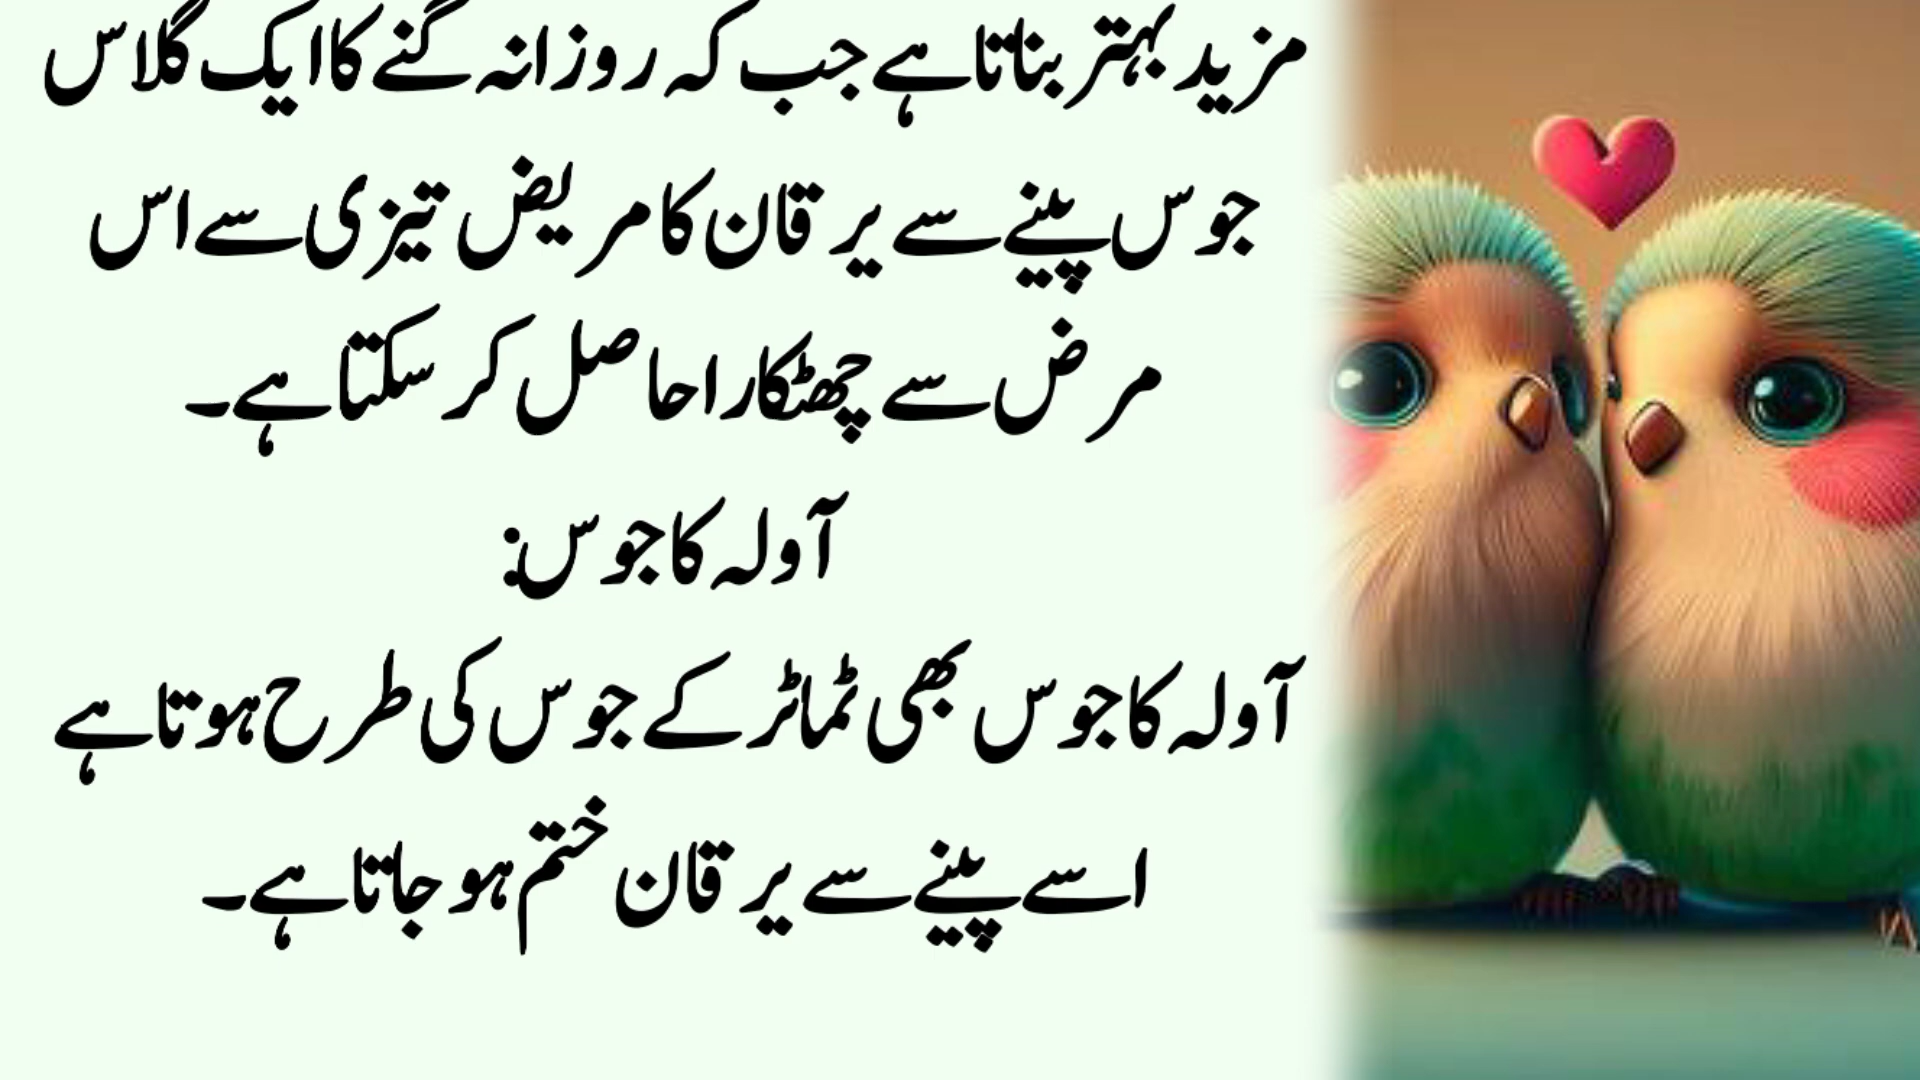 مزید بہتر بناتا ہے جب کہ روزانہ گنے کا ایک گلاس
جوس پینے سے یرقان کا مریض تیزی سے اس
مرض سے چھٹکارا حاصل کر سکتا ہے۔
آولہ کا جوس:
آولہ کا جوس بھی ٹماٹر کے جوس کی طرح ہوتا ہے
اسے پینے سے یرقان ختم ہو جاتا ہے۔